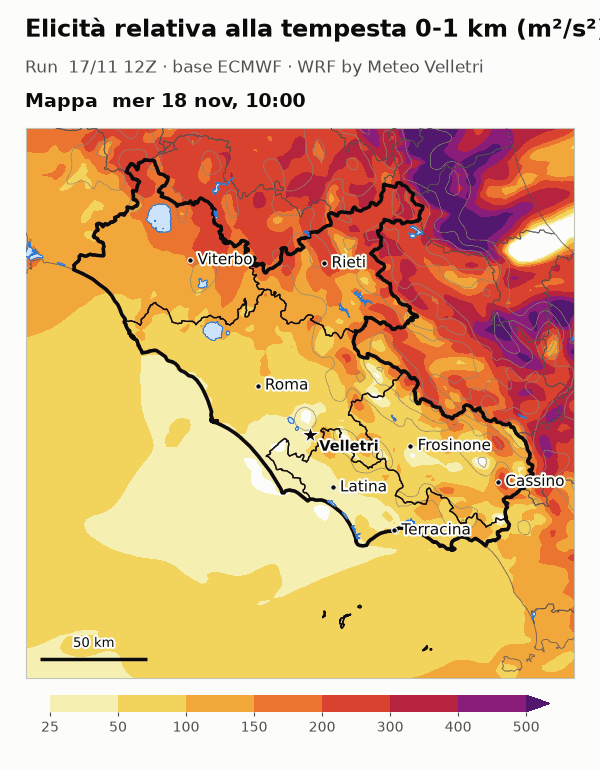 Elicità relativa alla tempesta 0-1 km (m²/s²)
Run  17/11 12Z · base ECMWF · WRF by Meteo Velletri
Mappa  mer 18 nov, 10:00
Viterbo
Rieti
Roma
Velletri
Frosinone
Cassino
Latina
Terracina
50 km
25 50 100 150 200 300 400 500